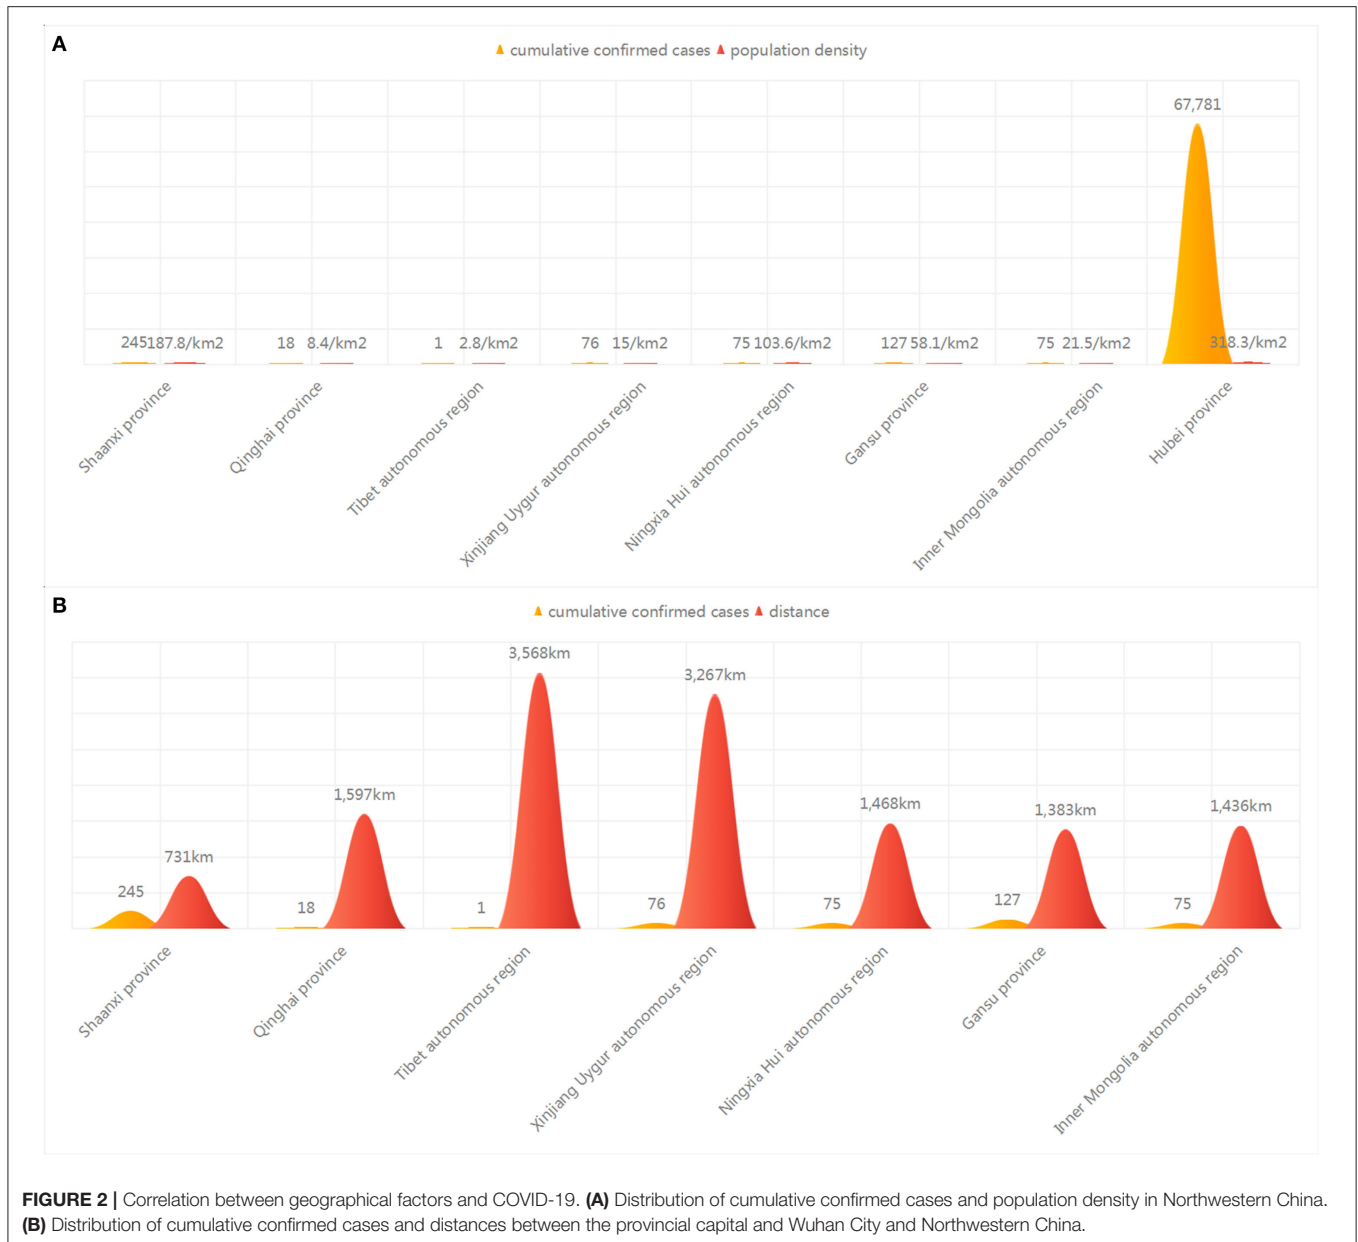 A
cumulative confirmed cases population density
67,781
245 187.8/km2 18 8.4/km2 1 2.8/km2 76 15/km2 75 103.6/km2 127 58.1/km2 75 21.5/km2 318.3/km2
Shaanxi province
Qinghai province
Tibet autonomous region
Xinjiang Uygur autonomous region
Ningxia Hui autonomous region
Gansu province
Inner Mongolia autonomous region
Hubei province
B
cumulative confirmed cases distance
3,568km
3,267km
1,597km
1,468km
1,383km
1,436km
731km
245
18
1
76
75
127
75
Shaanxi province
Qinghai province
Tibet autonomous region
Xinjiang Uygur autonomous region
Ningxia Hui autonomous region
Gansu province
Inner Mongolia autonomous region
FIGURE 2 | Correlation between geographical factors and COVID-19. (A) Distribution of cumulative confirmed cases and population density in Northwestern China.
(B) Distribution of cumulative confirmed cases and distances between the provincial capital and Wuhan City and Northwestern China.